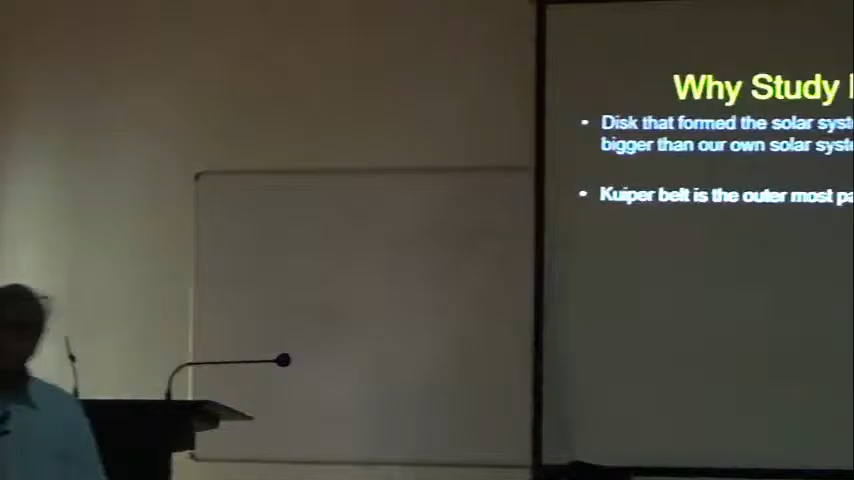 Why Study
Disk that formed the solar
bigger than our own solar
Kuiper belt is the outer most